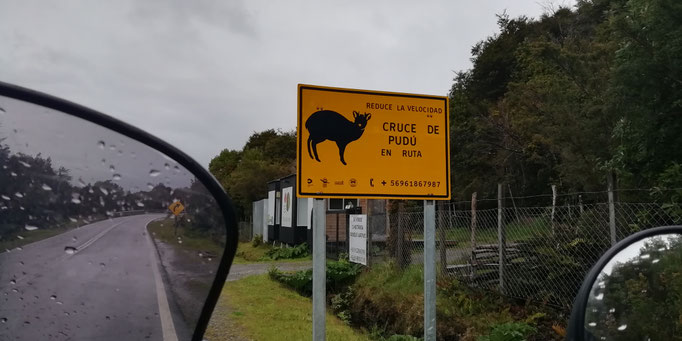 REDUCE LA VELOCIDAD
CRUCE DE
PUDÚ
EN RUTA
+ 56961867987